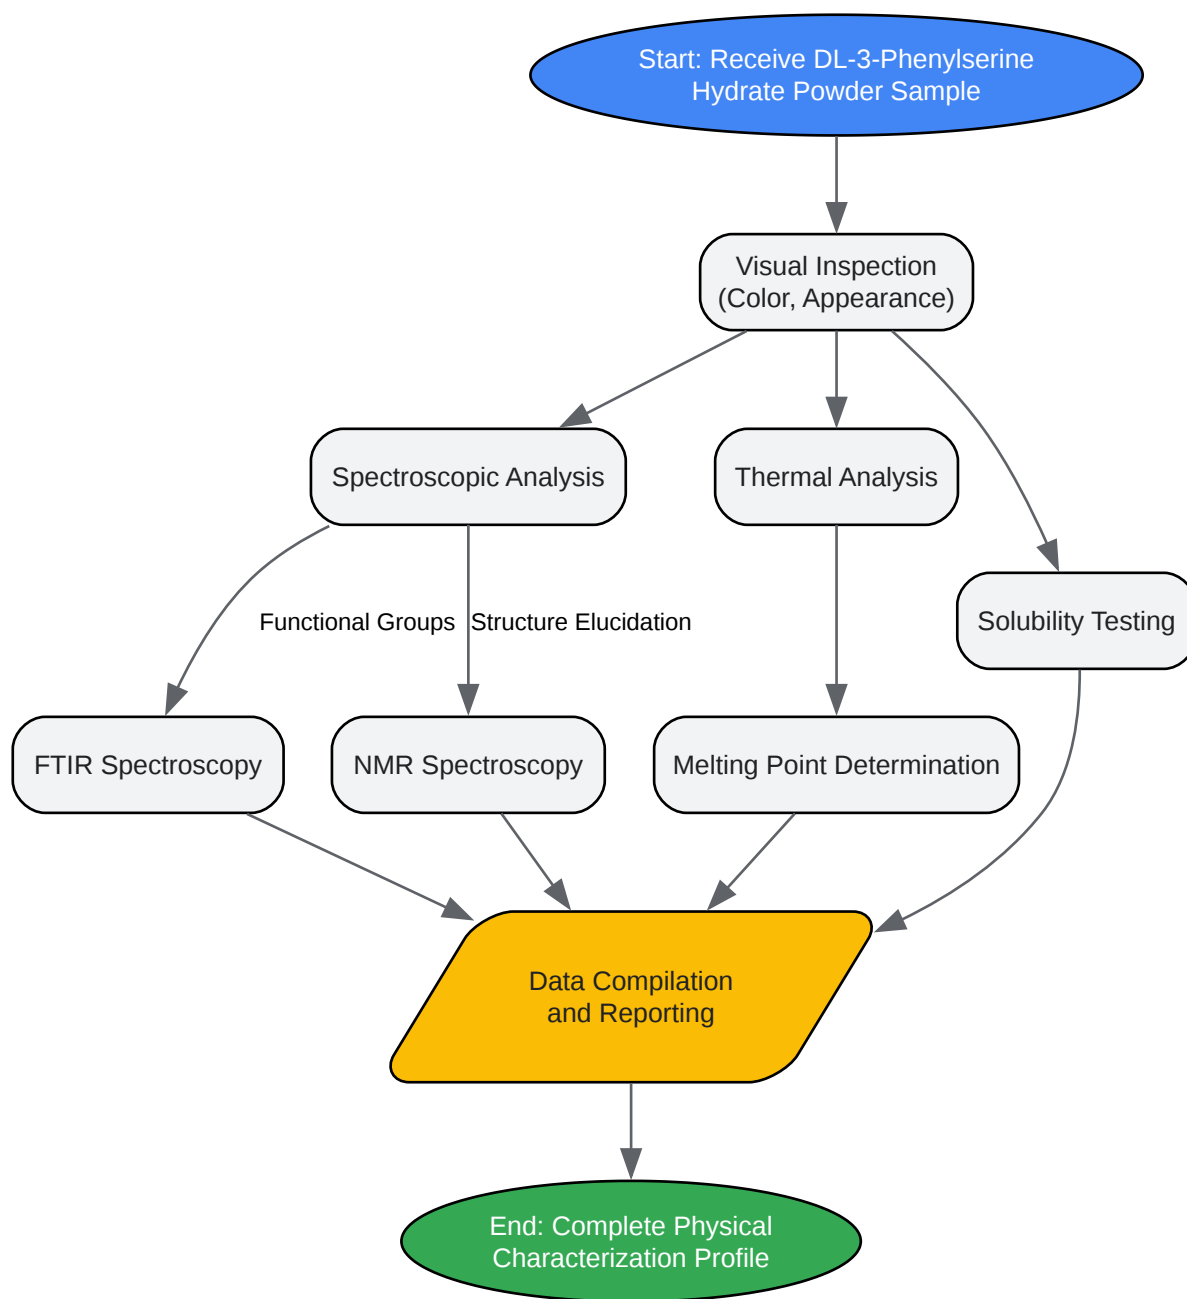 Start: Receive DL-3-Phenylserine
Hydrate Powder Sample
Visual Inspection
(Color, Appearance)
Spectroscopic Analysis
Thermal Analysis
Solubility Testing
Functional Groups
Structure Elucidation
FTIR Spectroscopy
NMR Spectroscopy
Melting Point Determination
Data Compilation
and Reporting
End: Complete Physical
Characterization Profile